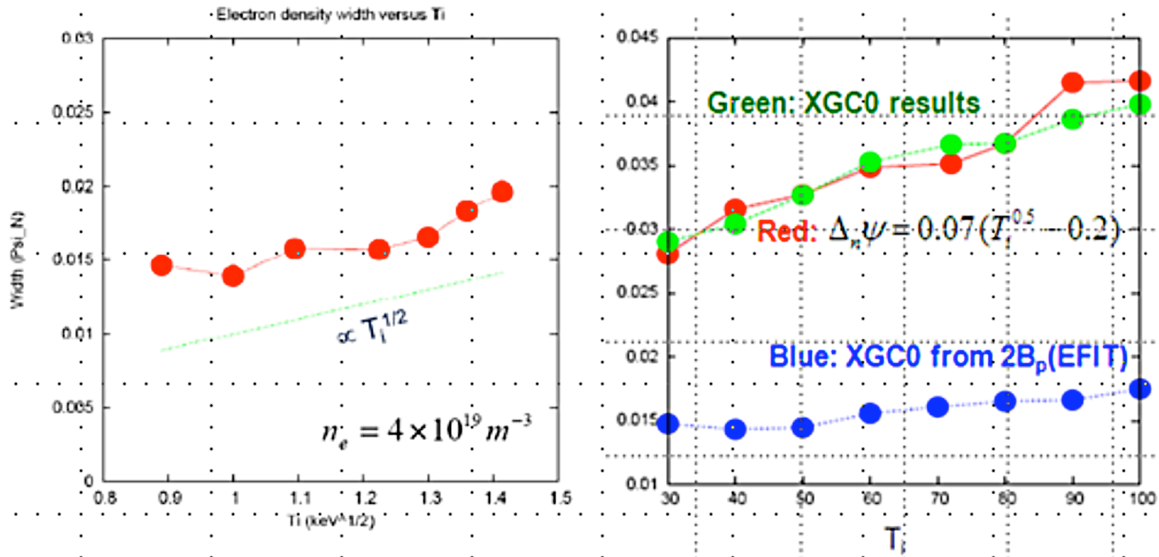 Electron density width versus Ti
Width (Psi_N)
0.03
0.025
0.02
0.015
0.01
0.005
0
0.8 0.9 1 1.1 1.2 1.3 1.4 1.5
Ti (keV^1/2)
∝ Ti^1/2
n_e = 4×10^19 m^-3
0.045
0.04
0.035
0.03
0.025
0.02
0.015
0.01
30 40 50 60 70 80 90 100
T_i
Green: XGC0 results
Red: Δ_nψ = 0.07(T_i^0.5 - 0.2)
Blue: XGC0 from 2B_p(EFIT)